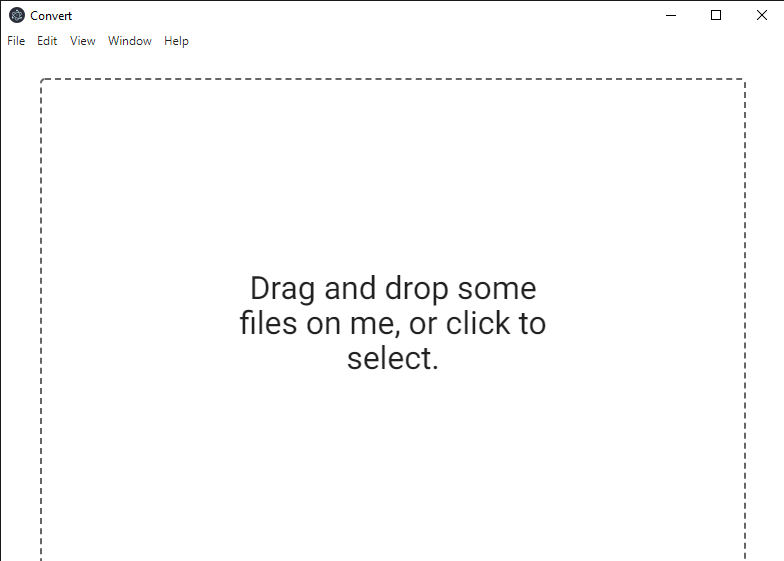 Convert
File Edit View Window Help
Drag and drop some
files on me, or click to
select.